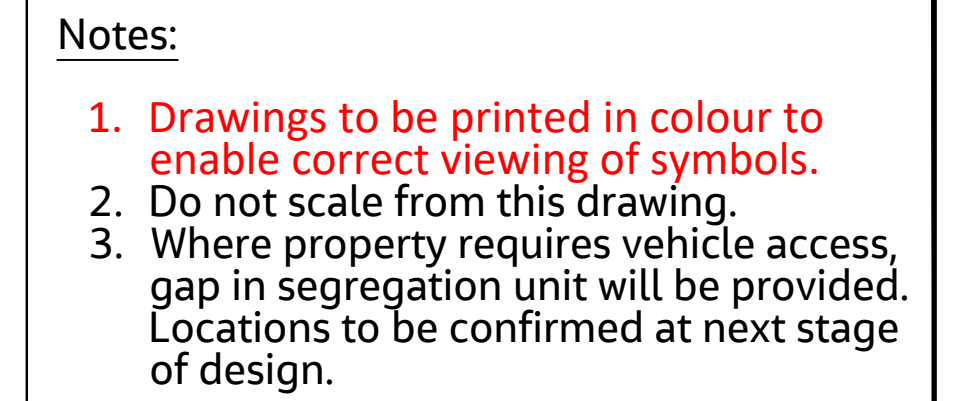 Notes:
1. Drawings to be printed in colour to
enable correct viewing of symbols.
2. Do not scale from this drawing.
3. Where property requires vehicle access,
gap in segregation unit will be provided.
Locations to be confirmed at next stage
of design.